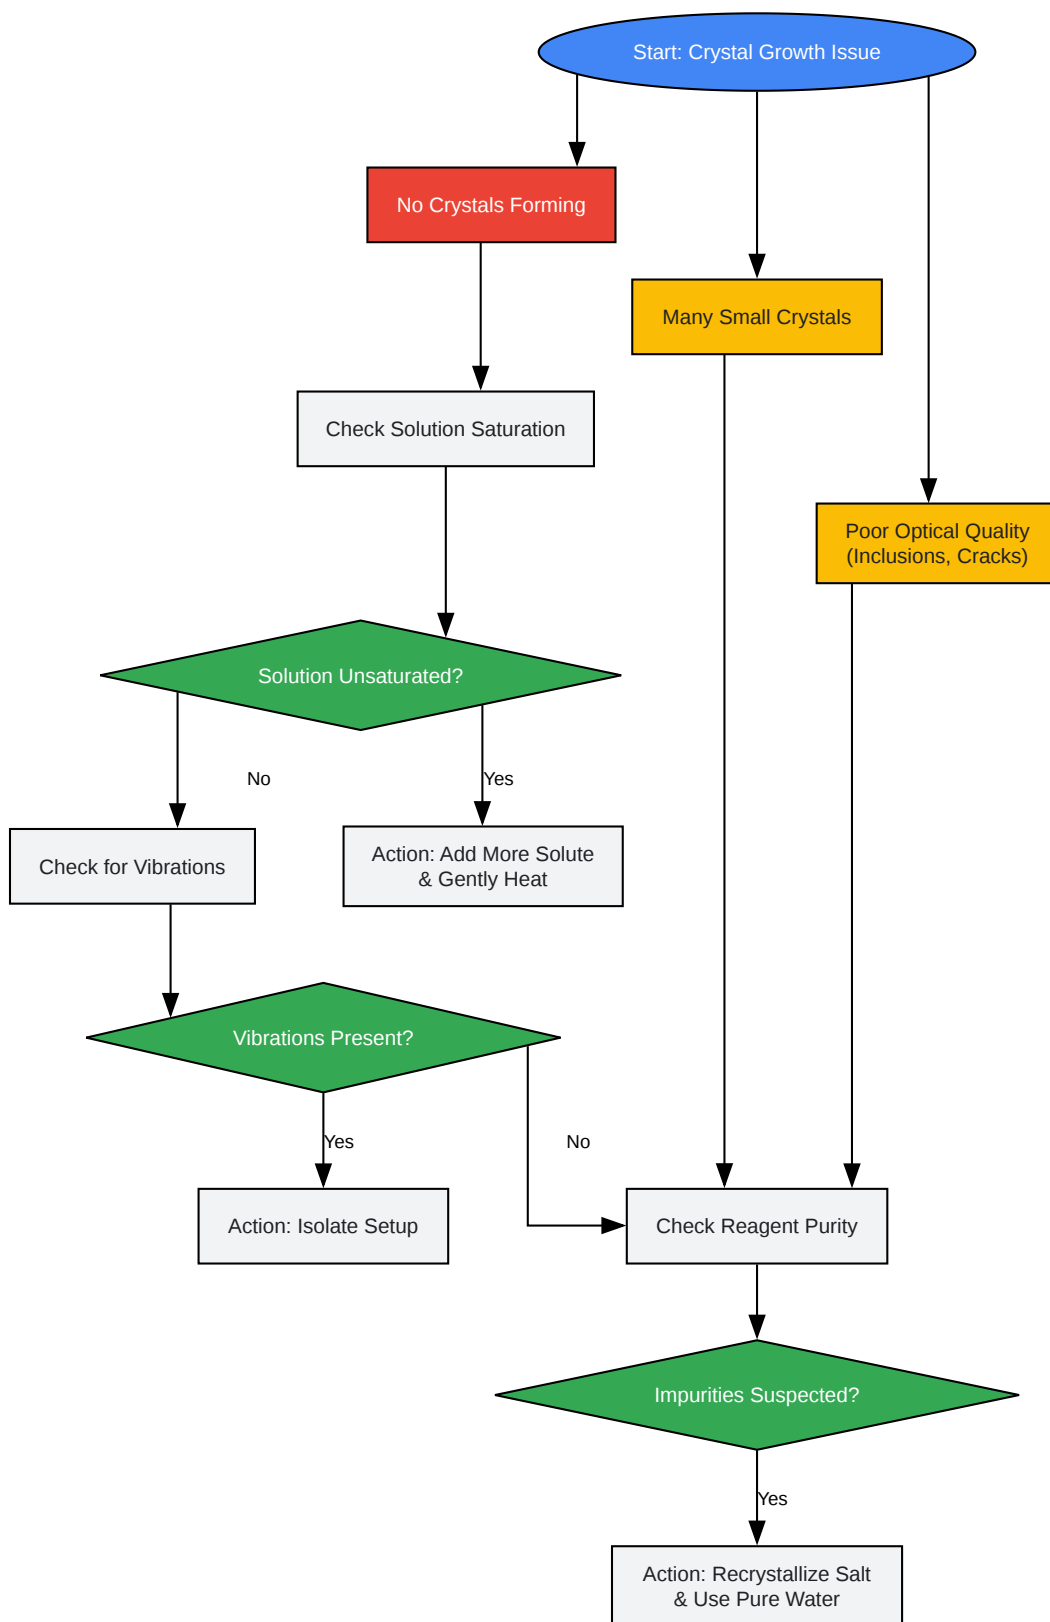 Start: Crystal Growth Issue
No Crystals Forming
Many Small Crystals
Check Solution Saturation
Poor Optical Quality
(Inclusions, Cracks)
Solution Unsaturated?
No
Yes
Check for Vibrations
Action: Add More Solute
& Gently Heat
Vibrations Present?
Yes
No
Action: Isolate Setup
Check Reagent Purity
Impurities Suspected?
Yes
Action: Recrystallize Salt
& Use Pure Water